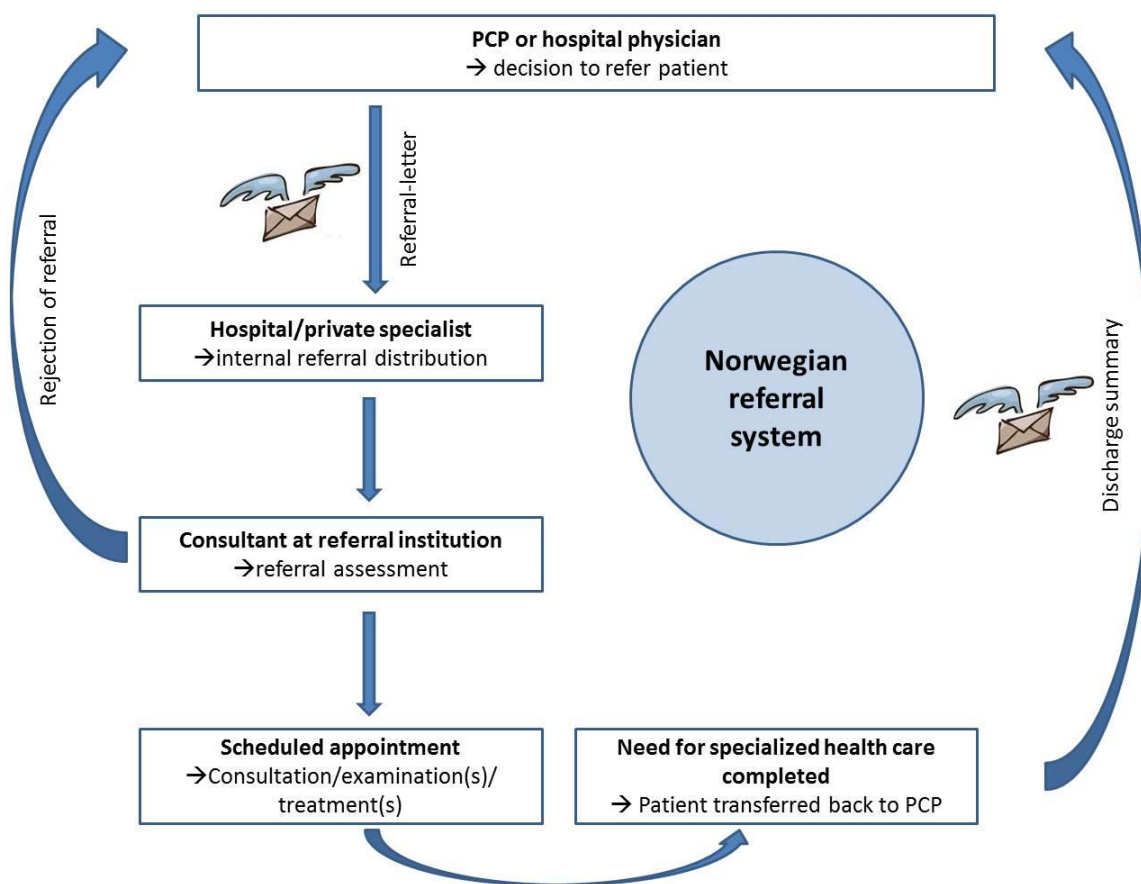 PCP or hospital physician
→ decision to refer patient
Referral-letter
Rejection of referral
Hospital/private specialist
→internal referral distribution
Norwegian
referral
system
Discharge summary
Consultant at referral institution
→referral assessment
Scheduled appointment
→Consultation/examination(s)/
treatment(s)
Need for specialized health care
completed
→ Patient transferred back to PCP